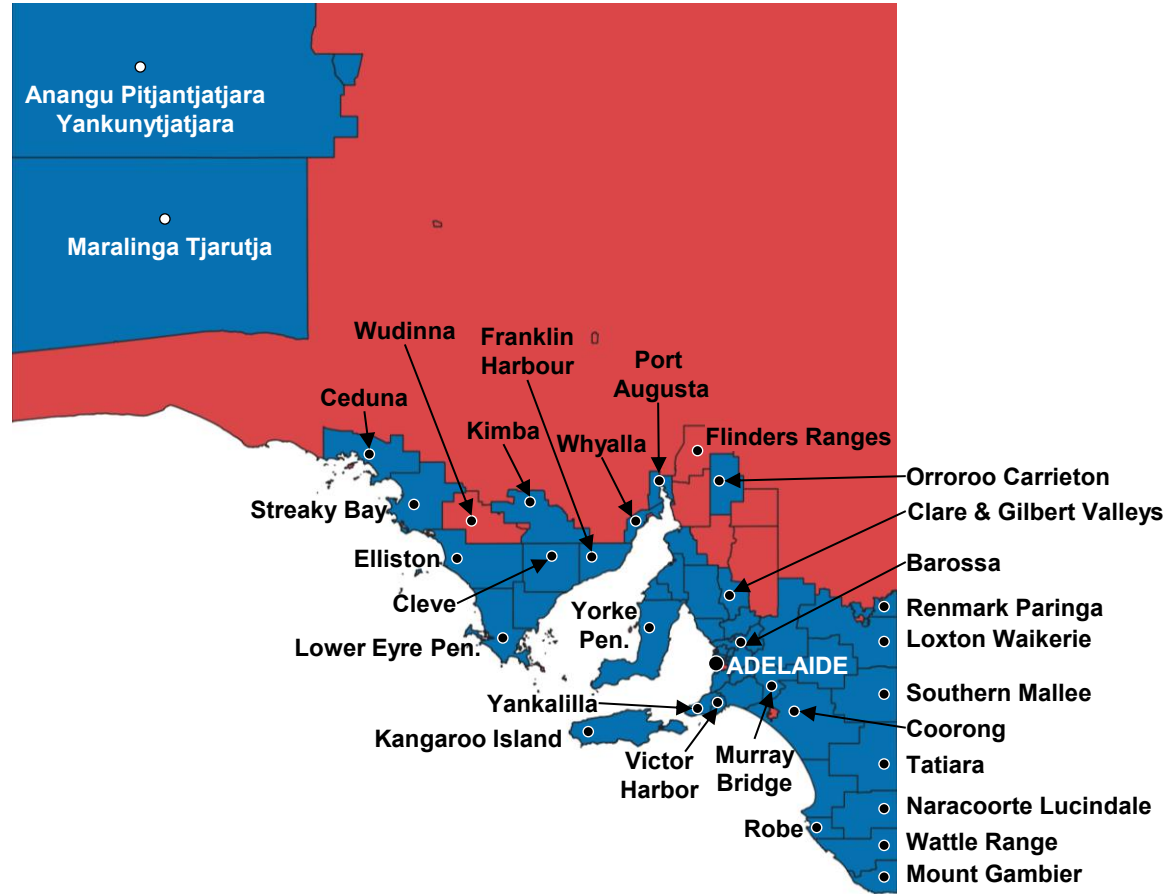 Anangu Pitjantjatjara
Yankunytjatjara
Maralinga Tjarutja
Wudinna
Franklin
Harbour
Port
Augusta
Ceduna
Kimba
Whyalla
Flinders Ranges
Orroroo Carrieton
Streaky Bay
Clare & Gilbert Valleys
Elliston
Barossa
Cleve
Yorke
Pen.
Renmark Paringa
Lower Eyre Pen.
Loxton Waikerie
ADELAIDE
Southern Mallee
Yankalilla
Coorong
Kangaroo Island
Victor
Harbor
Murray
Bridge
Tatiara
Naracoorte Lucindale
Robe
Wattle Range
Mount Gambier